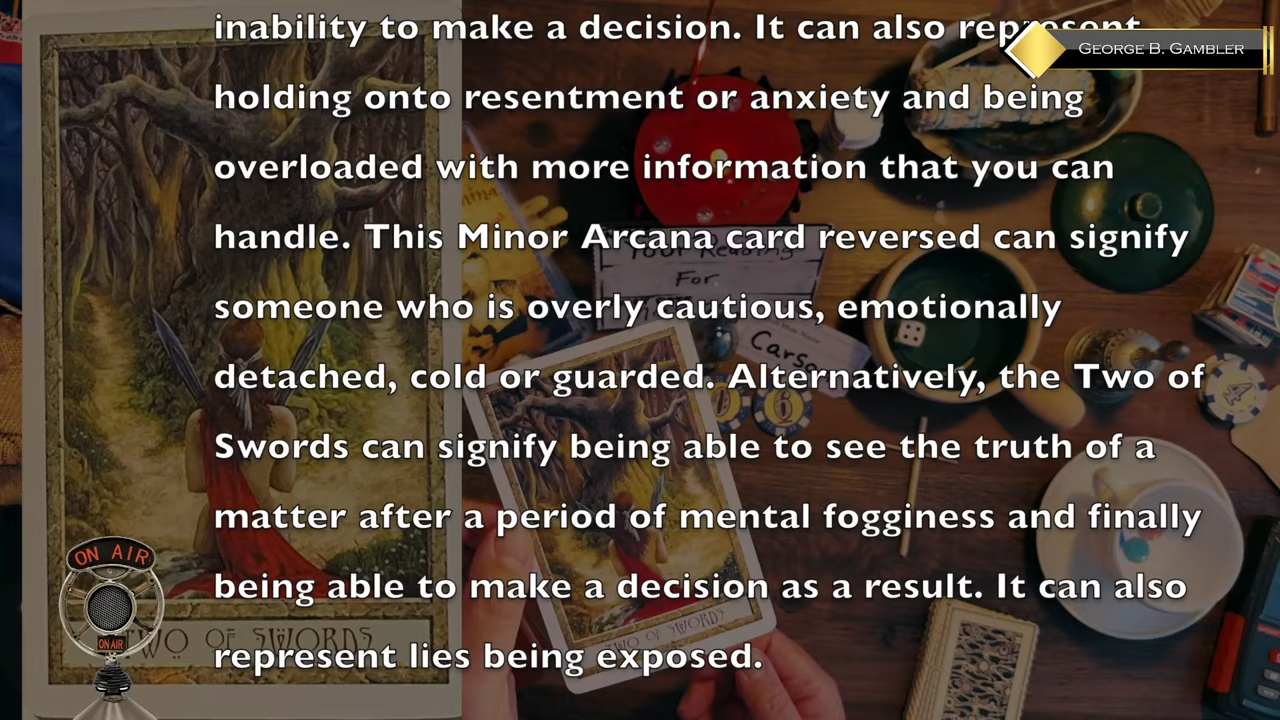 inability to make a decision. It can also represent
GEORGE B. GAMBLER
holding onto resentment or anxiety and being
overloaded with more information that you can
handle. This Minor Arcana card reversed can signify
Your Reading
For,
someone who is overly cautious, emotionally
detached, cold or guarded. Alternatively, the Two of
6
Swords can signify being able to see the truth of a
matter after a period of mental fogginess and finally
being able to make a decision as a result. It can also
represent lies being exposed.
ON AIR
ON AIR
TWO OF SWORDS
TWO OF SWORDS